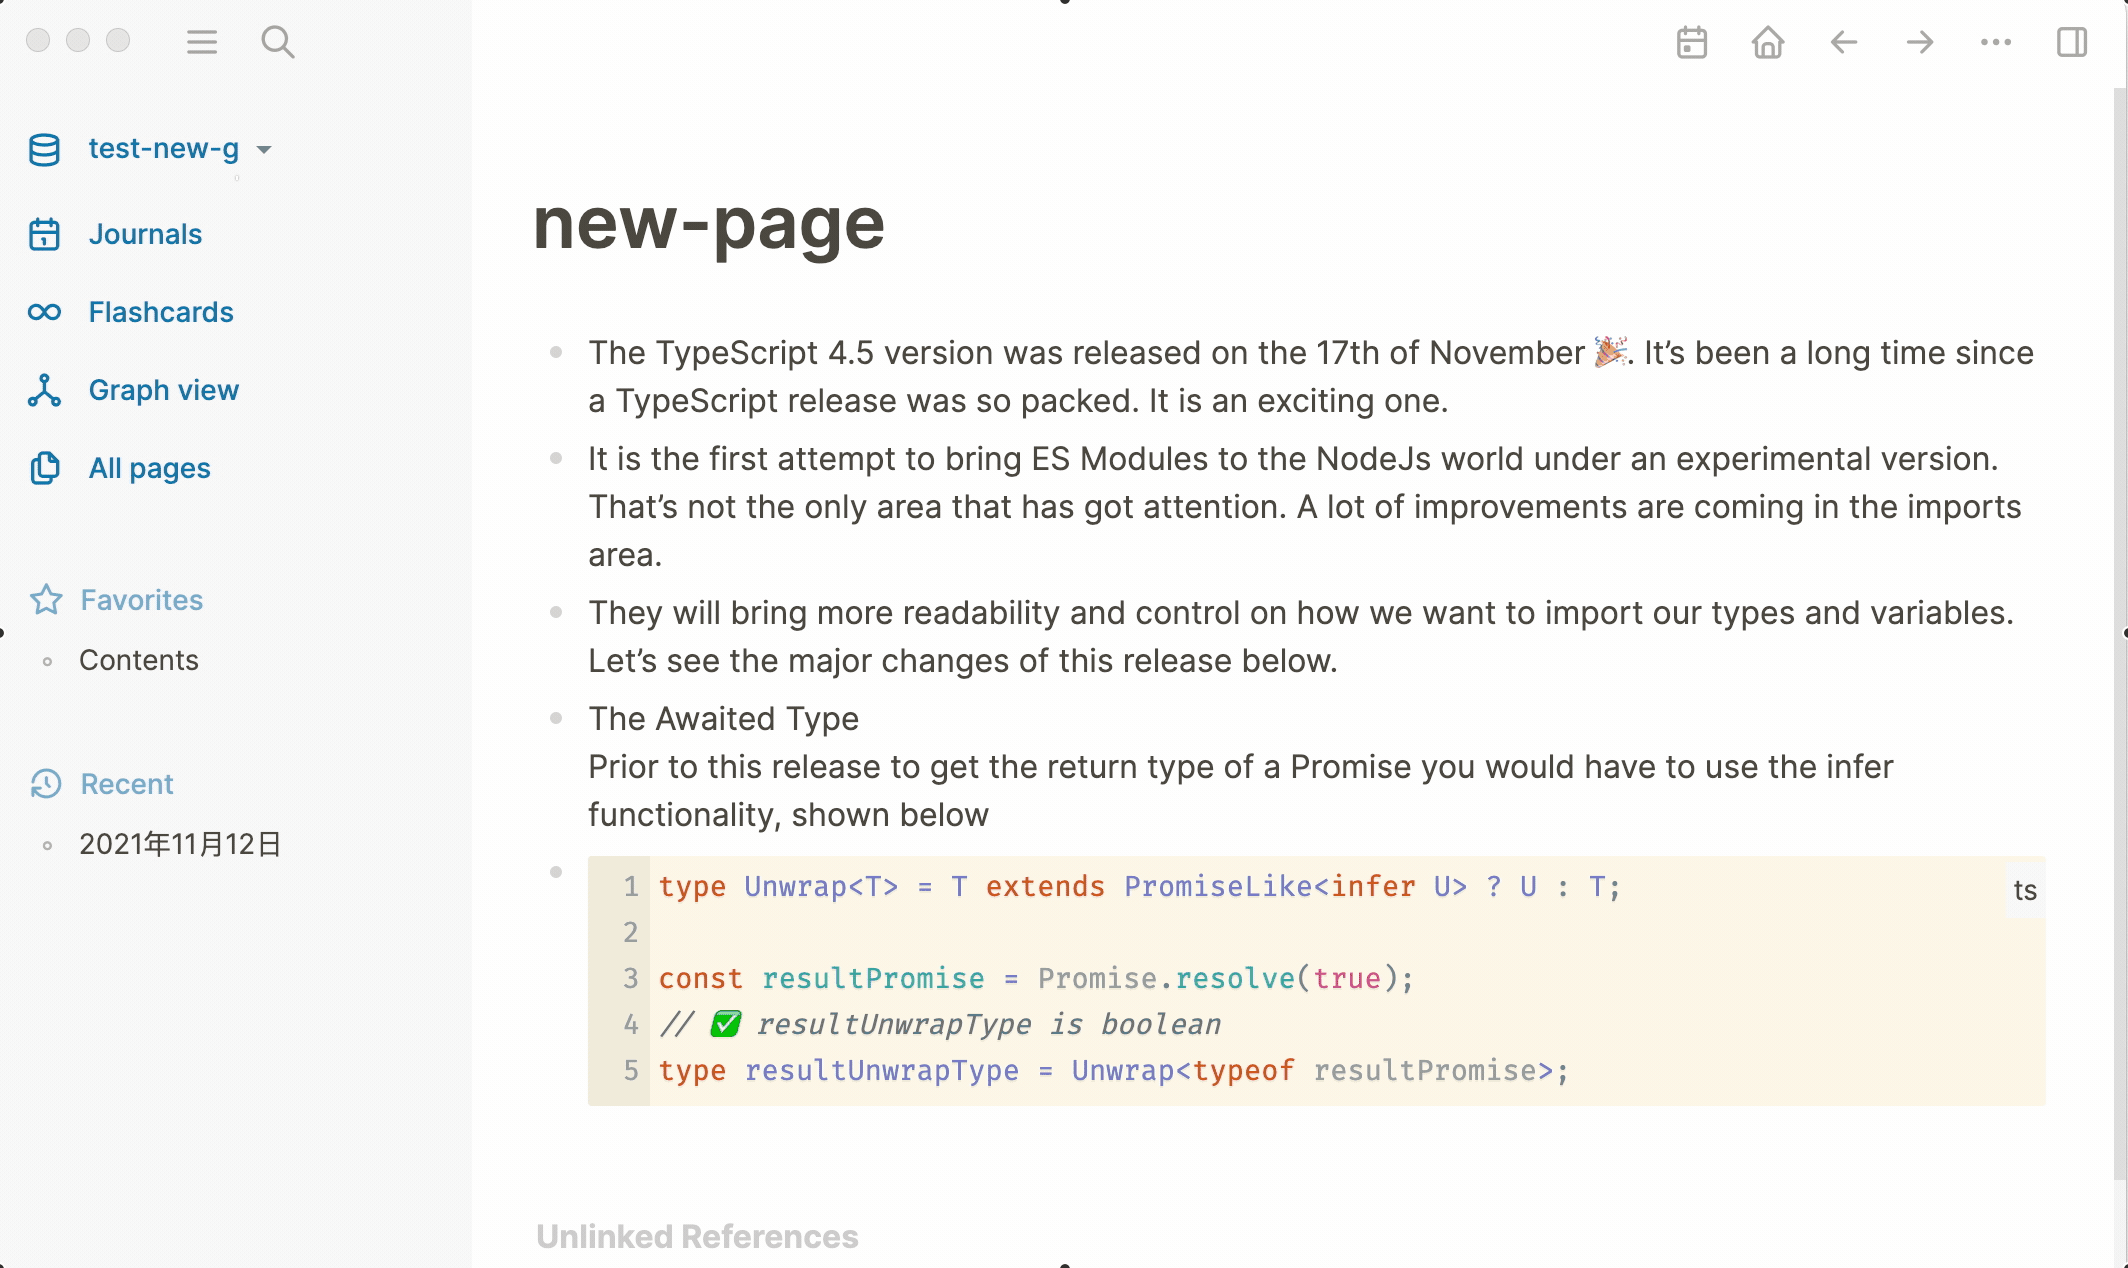 test-new-g
Journals
Flashcards
Graph view
All pages
Favorites
Contents
Recent
2021年11月12日
new-page
The TypeScript 4.5 version was released on the 17th of November 🎉. It’s been a long time since
a TypeScript release was so packed. It is an exciting one.
It is the first attempt to bring ES Modules to the NodeJs world under an experimental version.
That’s not the only area that has got attention. A lot of improvements are coming in the imports
area.
They will bring more readability and control on how we want to import our types and variables.
Let’s see the major changes of this release below.
The Awaited Type
Prior to this release to get the return type of a Promise you would have to use the infer
functionality, shown below
ts
1 type Unwrap<T> = T extends PromiseLike<infer U> ? U : T;
2
3 const resultPromise = Promise.resolve(true);
4 // ✅ resultUnwrapType is boolean
5 type resultUnwrapType = Unwrap<typeof resultPromise>;
Unlinked References